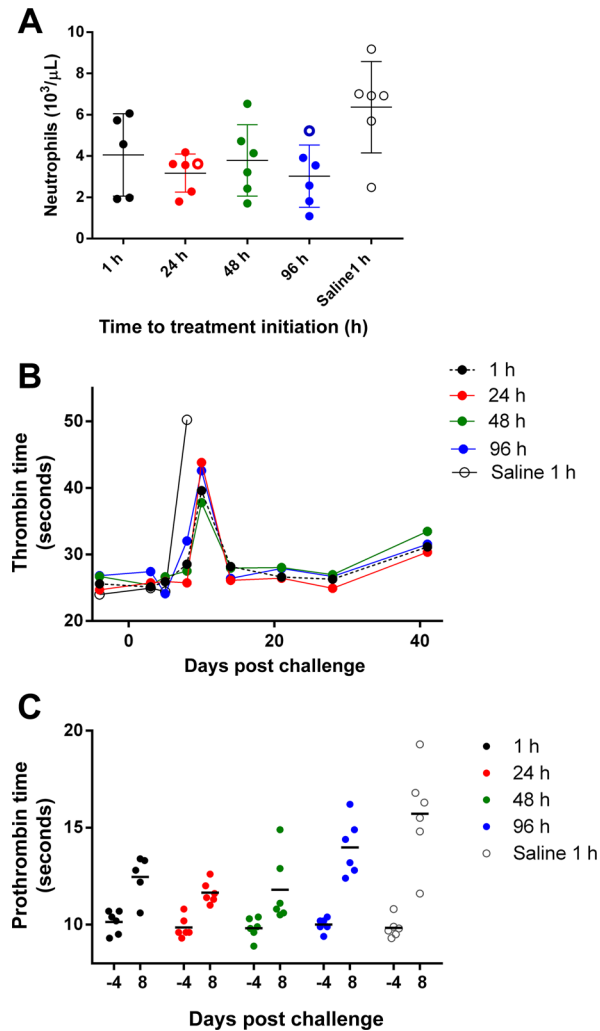 A
Neutrophils (10³/μL)
10
8
6
4
2
0
1 h
24 h
48 h
96 h
Saline1 h
Time to treatment initiation (h)
B
Thrombin time
(seconds)
50
40
30
20
0
20
40
Days post challenge
1 h
24 h
48 h
96 h
Saline 1 h
C
Prothrombin time
(seconds)
20
15
10
-4 8 -4 8 -4 8 -4 8 -4 8
Days post challenge
1 h
24 h
48 h
96 h
Saline 1 h